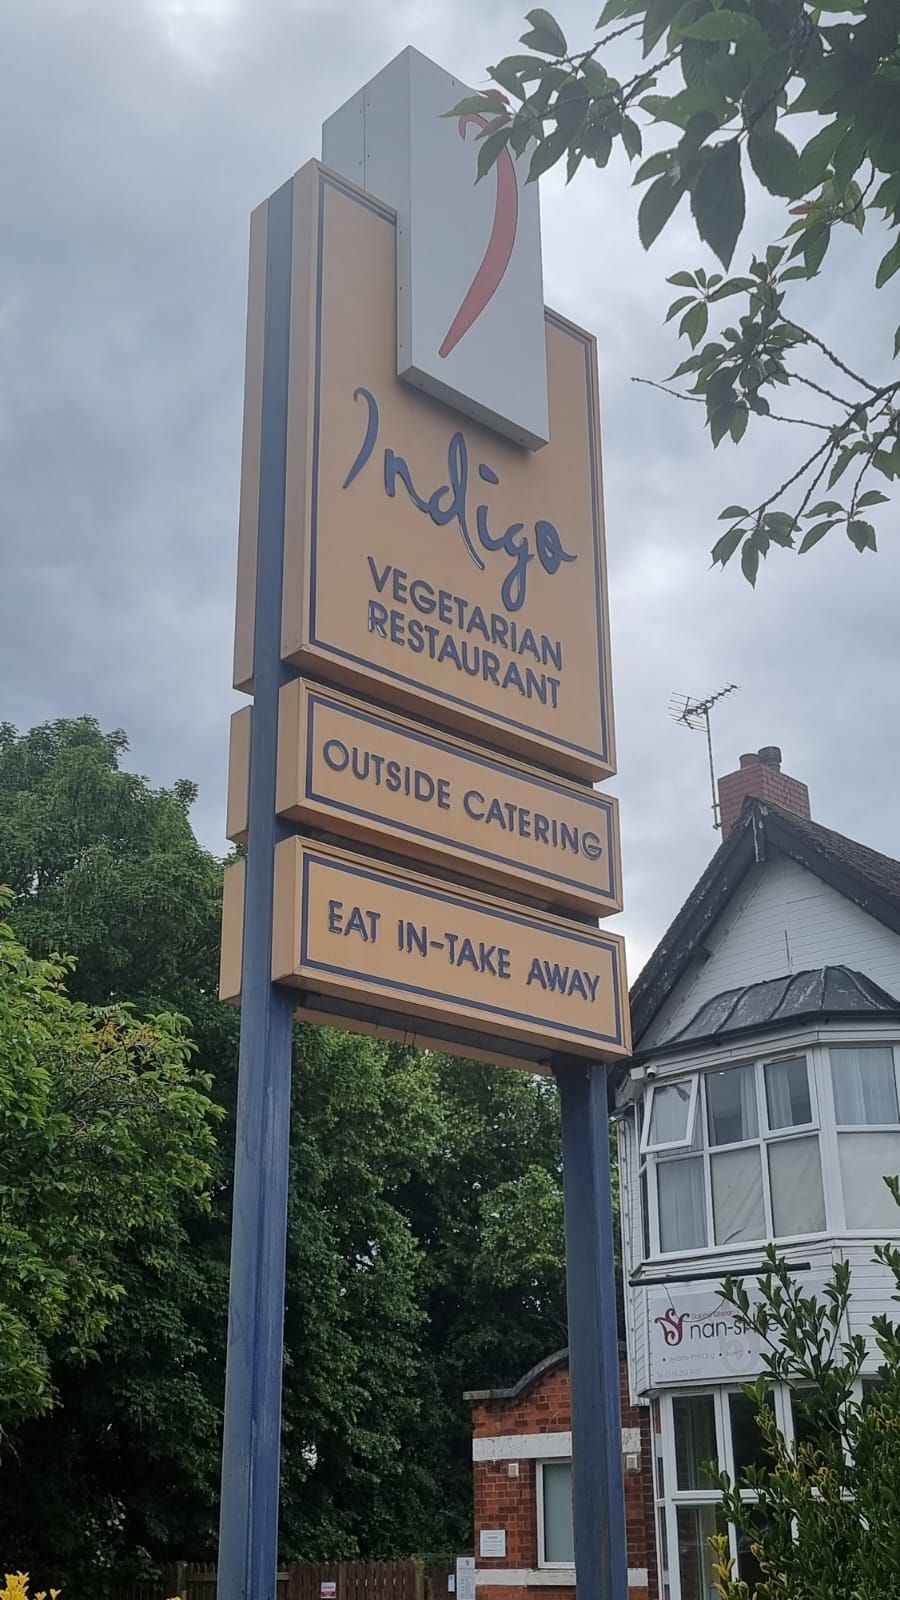 Indigo
VEGETARIAN
RESTAURANT
OUTSIDE CATERING
EAT IN-TAKE AWAY